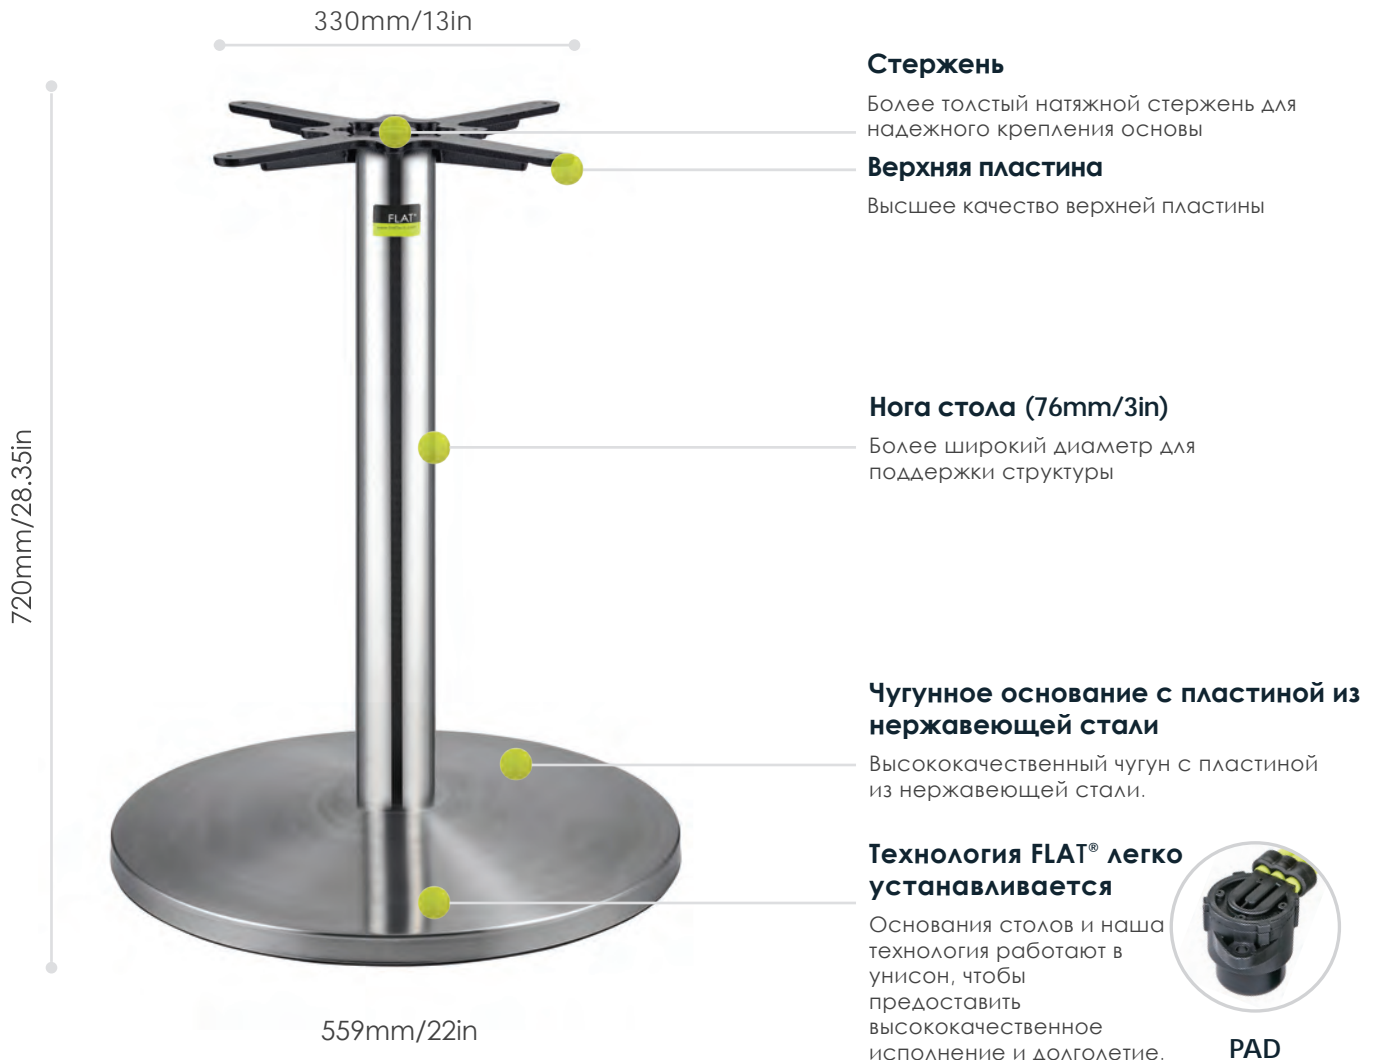 330mm/13in
720mm/28.35in
FLAT®
Стержень
Более толстый натяжной стержень для
надежного крепления основы
Верхняя пластина
Высшее качество верхней пластины
Нога стола (76mm/3in)
Более широкий диаметр для
поддержки структуры
Чугунное основание с пластиной из
нержавеющей стали
Высококачественный чугун с пластиной
из нержавеющей стали.
Технология FLAT® легко
устанавливается
Основания столов и наша
технология работают в
унисон, чтобы
предоставить
высококачественное
исполнение и долголетие.
PAD
559mm/22in